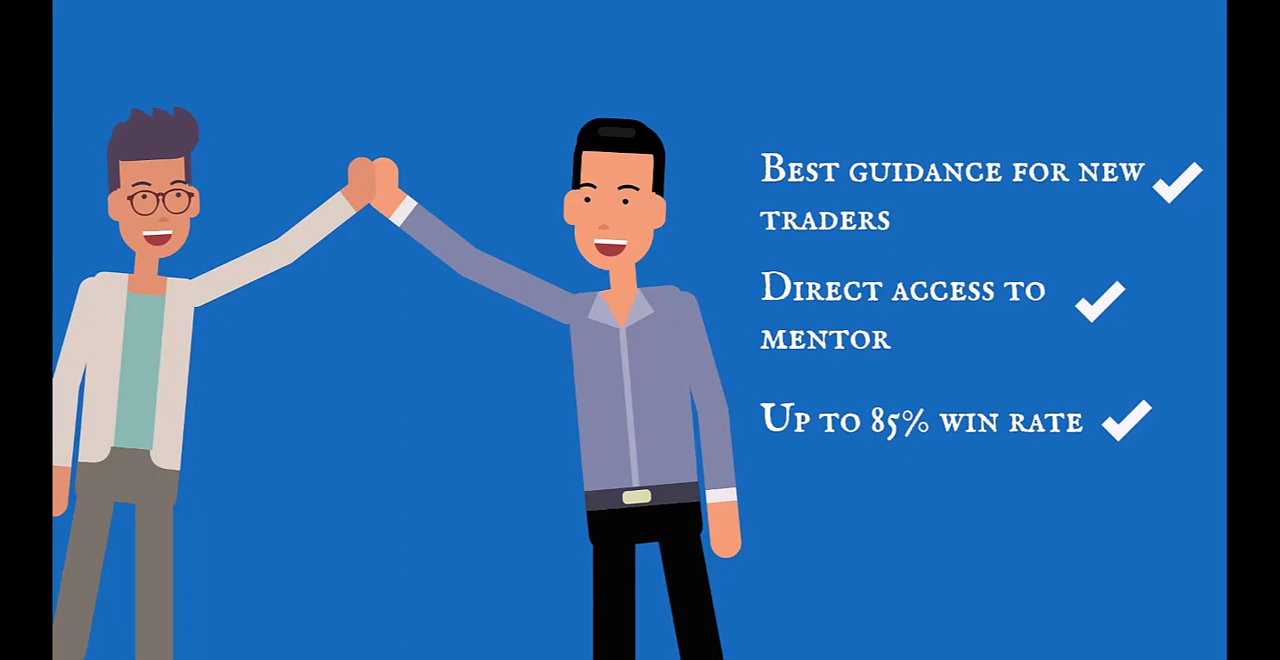 Best guidance for new
traders
Direct access to
mentor
Up to 85% win rate